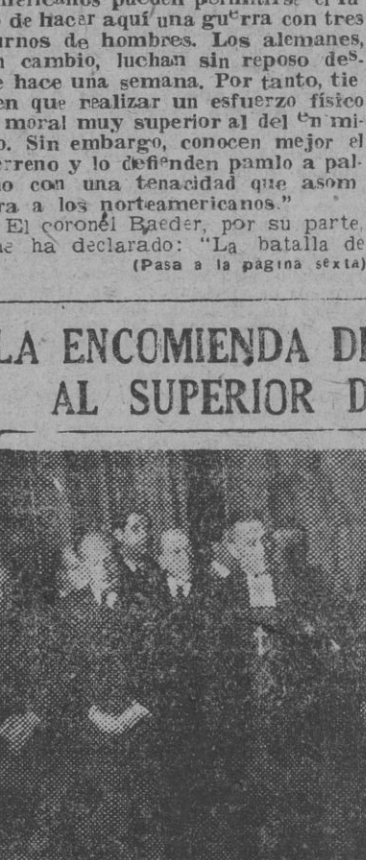 de hacer aquí una guerra con tres
urnos de hombres. Los alemanes,
n cambio, luchan sin reposo des-
e hace una semana. Por tanto, tie
en que realizar un esfuerzo físico
moral muy superior al del en mi-
o. Sin embargo, conocen mejor el
erreno y lo defienden pamlo a pal-
o con una tenacidad que asom
ra a los norteamericanos."
El coronel Baeder, por su parte,
e ha declarado: "La batalla de
(Pasa a la página sexta)
LA ENCOMIENDA DE
AL SUPERIOR D